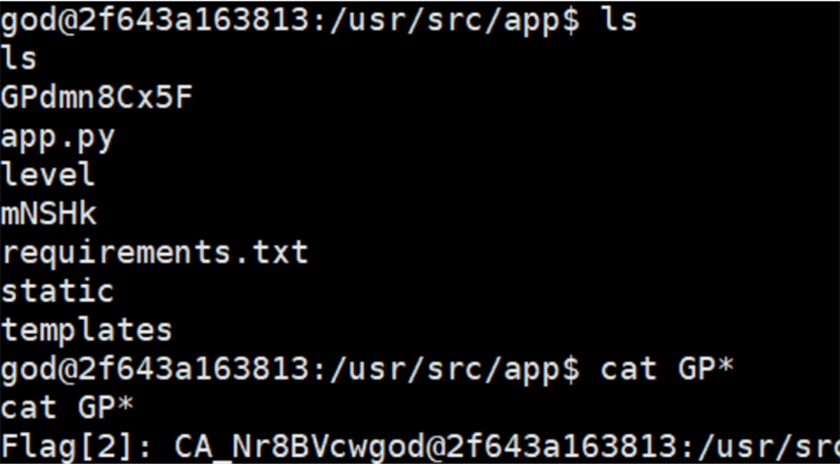 god@2f643a163813:/usr/src/app$ ls
ls
GPdmn8Cx5F
app.py
level
mNSHk
requirements.txt
static
templates
god@2f643a163813:/usr/src/app$ cat GP*
cat GP*
Flag[2]: CA_Nr8BVcwgod@2f643a163813:/usr/src